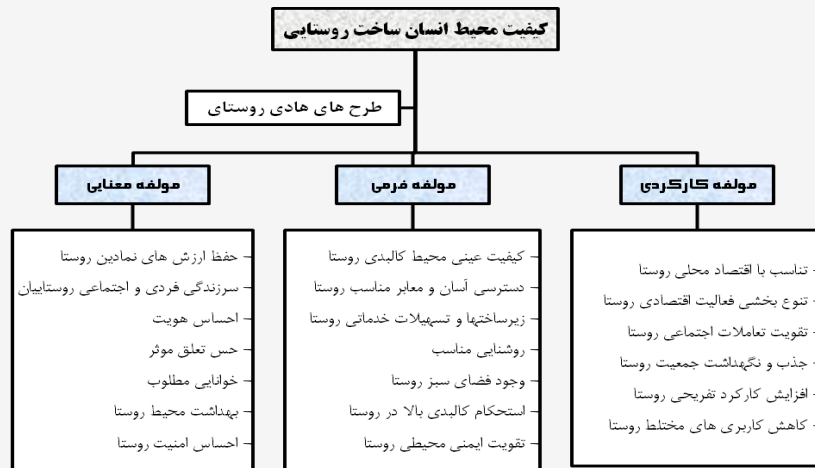 کیفیت محیط انسان ساخت روستایی
طرح های هادی روستای
مولفه کارکردی
مولفه فرمی
مولفه معنایی
- تناسب با اقتصاد محلی روستا
- تنوع بخشی فعالیت اقتصادی روستا
- تقویت تعاملات اجتماعی روستا
- جذب و نگهداشت جمعیت روستا
- افزایش کارکرد تفریحی روستا
- کاهش کاربری های مختلط روستا
- کیفیت عینی محیط کالبدی روستا
- دسترسی آسان و معابر مناسب روستا
- زیرساختها و تسهیلات خدماتی روستا
- روشنایی مناسب
- وجود فضای سبز روستا
- استحکام کالبدی بالا در روستا
- تقویت ایمنی محیطی روستا
- حفظ ارزش های نمادین روستا
- سرزندگی فردی و اجتماعی روستاییان
- احساس هویت
- حس تعلق موثر
- خوانایی مطلوب
- بهداشت محیط روستا
- احساس امنیت روستا